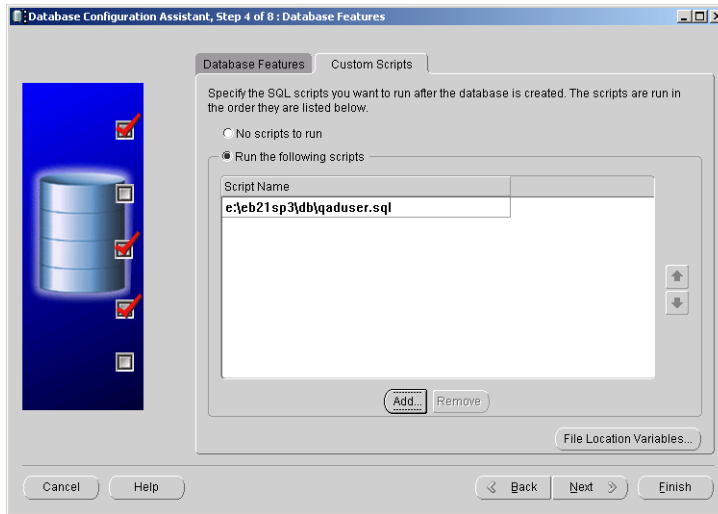 Database Configuration Assistant, Step 4 of 8 : Database Features
Database Features
Custom Scripts
Specify the SQL scripts you want to run after the database is created. The scripts are run in
the order they are listed below.
No scripts to run
Run the following scripts
Script Name
e:\eb21sp3\db\qaduser.sql
Add...
Remove
File Location Variables...
Cancel
Help
Back
Next
Finish